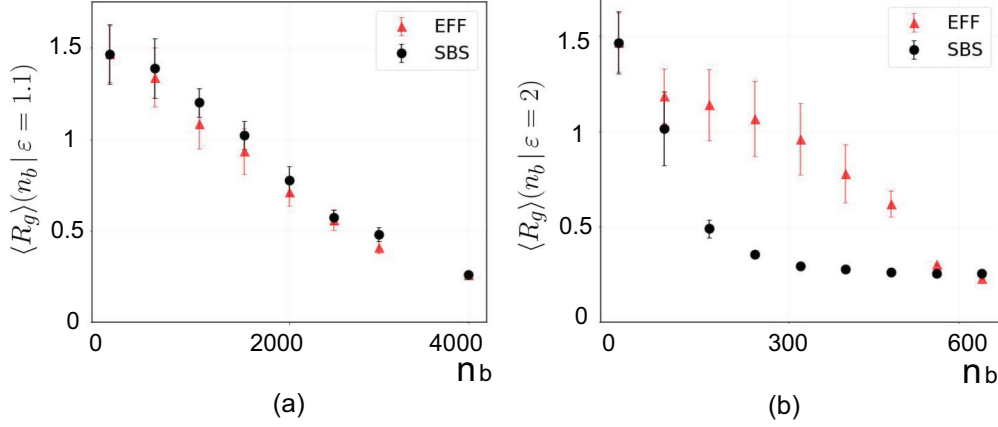 1.5
1
0.5
0
⟨R_g⟩(n_b | ε = 1.1)
EFF
SBS
0 2000 4000
n_b
(a)
1.5
1
0.5
0
⟨R_g⟩(n_b | ε = 2)
EFF
SBS
0 300 600
n_b
(b)